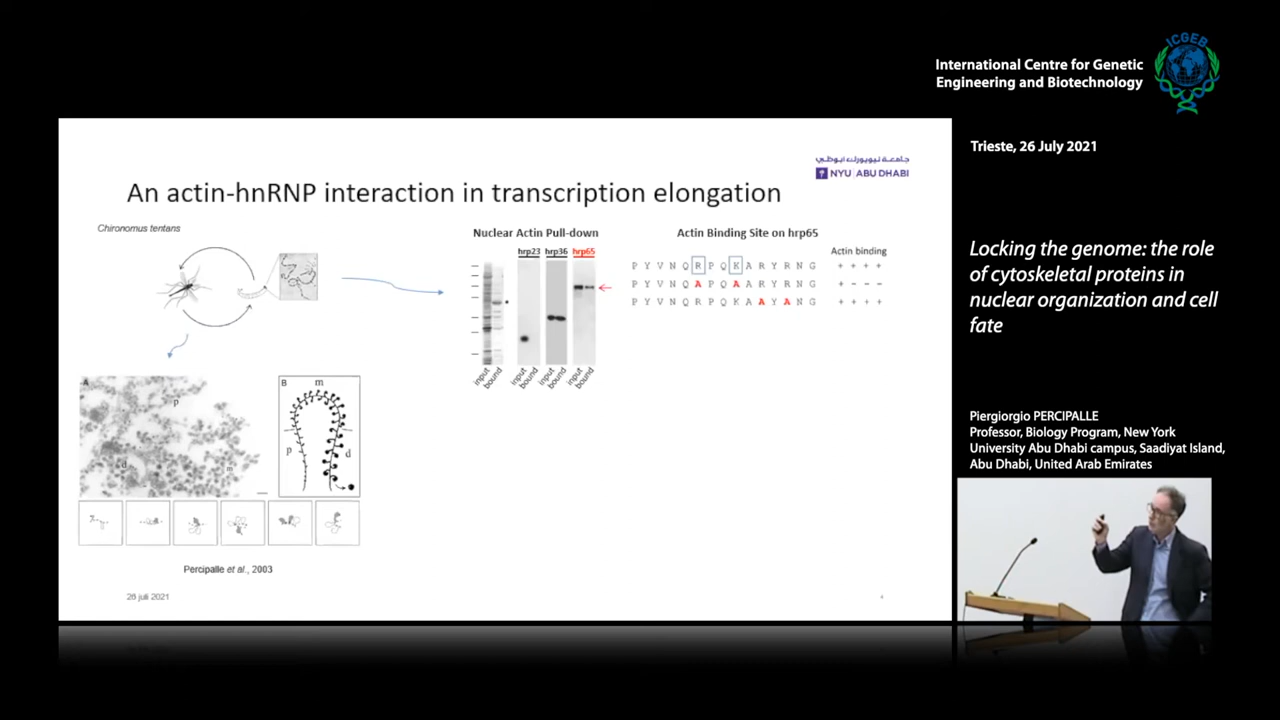 ICGEB
International Centre for Genetic
Engineering and Biotechnology
Trieste, 26 July 2021
جامعة نيويورك أبوظبي
NYU ABU DHABI
An actin-hnRNP interaction in transcription elongation
Chironomus tentans
Nuclear Actin Pull-down
hrp23 hrp36 hrp65
input bound input bound input bound
Actin Binding Site on hrp65
Actin binding
P Y V N Q R P Q K A R Y R N G + + + +
P Y V N Q A P Q A A R Y R N G + - - -
P Y V N Q R P Q K A A Y A N G + + + +
A
p
d
m
B
m
p
d
Percipalle et al., 2003
26 juli 2021
Locking the genome: the role
of cytoskeletal proteins in
nuclear organization and cell
fate
Piergiorgio PERCIPALLE
Professor, Biology Program, New York
University Abu Dhabi campus, Saadiyat Island,
Abu Dhabi, United Arab Emirates